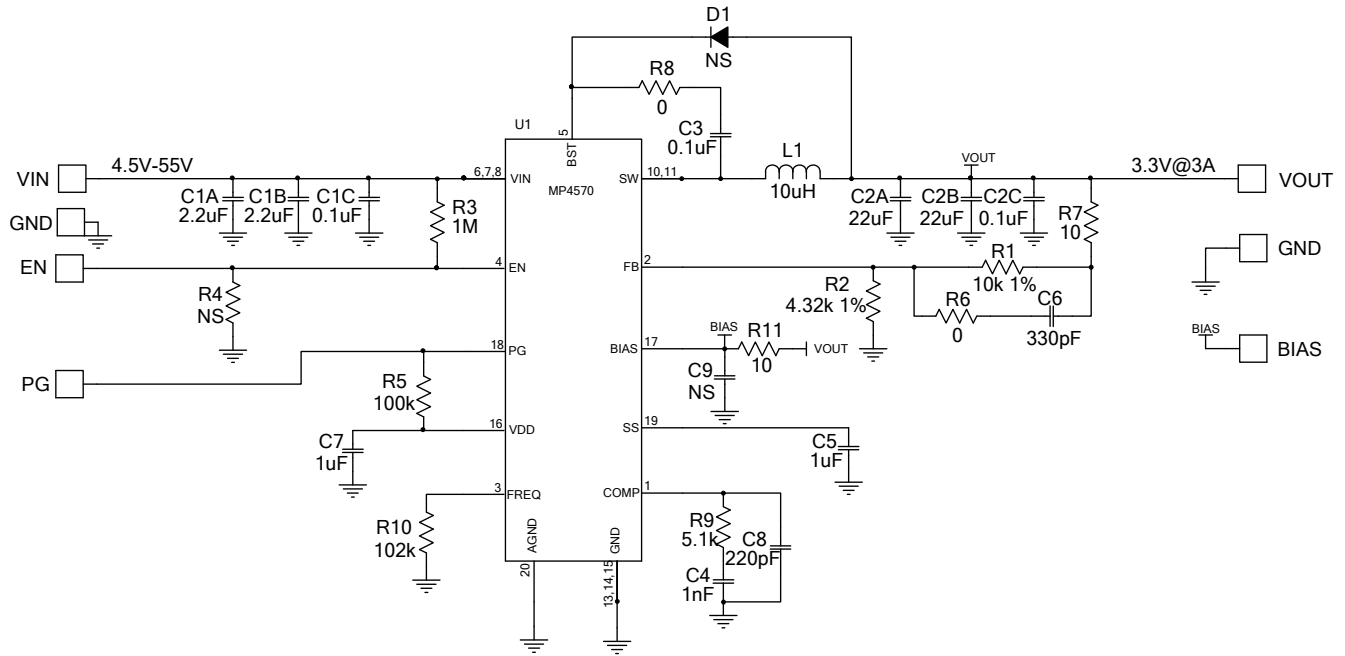 D1
NS
R8
0
U1
5
BST
C3
0.1uF
L1
10uH
VOUT
VIN
4.5V-55V
6,7,8
VIN
MP4570
SW
10,11
3.3V@3A
VOUT
C1A
2.2uF
C1B
2.2uF
C1C
0.1uF
R3
1M
C2A
22uF
C2B
22uF
C2C
0.1uF
R7
10
GND
GND
EN
4
EN
FB
2
R1
10k 1%
R4
NS
R2
4.32k 1%
R6
0
C6
330pF
18
PG
BIAS
17
BIAS
R11
10
VOUT
BIAS
BIAS
PG
R5
100k
C9
NS
16
VDD
SS
19
C7
1uF
C5
1uF
3
FREQ
COMP
1
R10
102k
R9
5.1k
C8
220pF
AGND
GND
C4
1nF
20
13,14,15